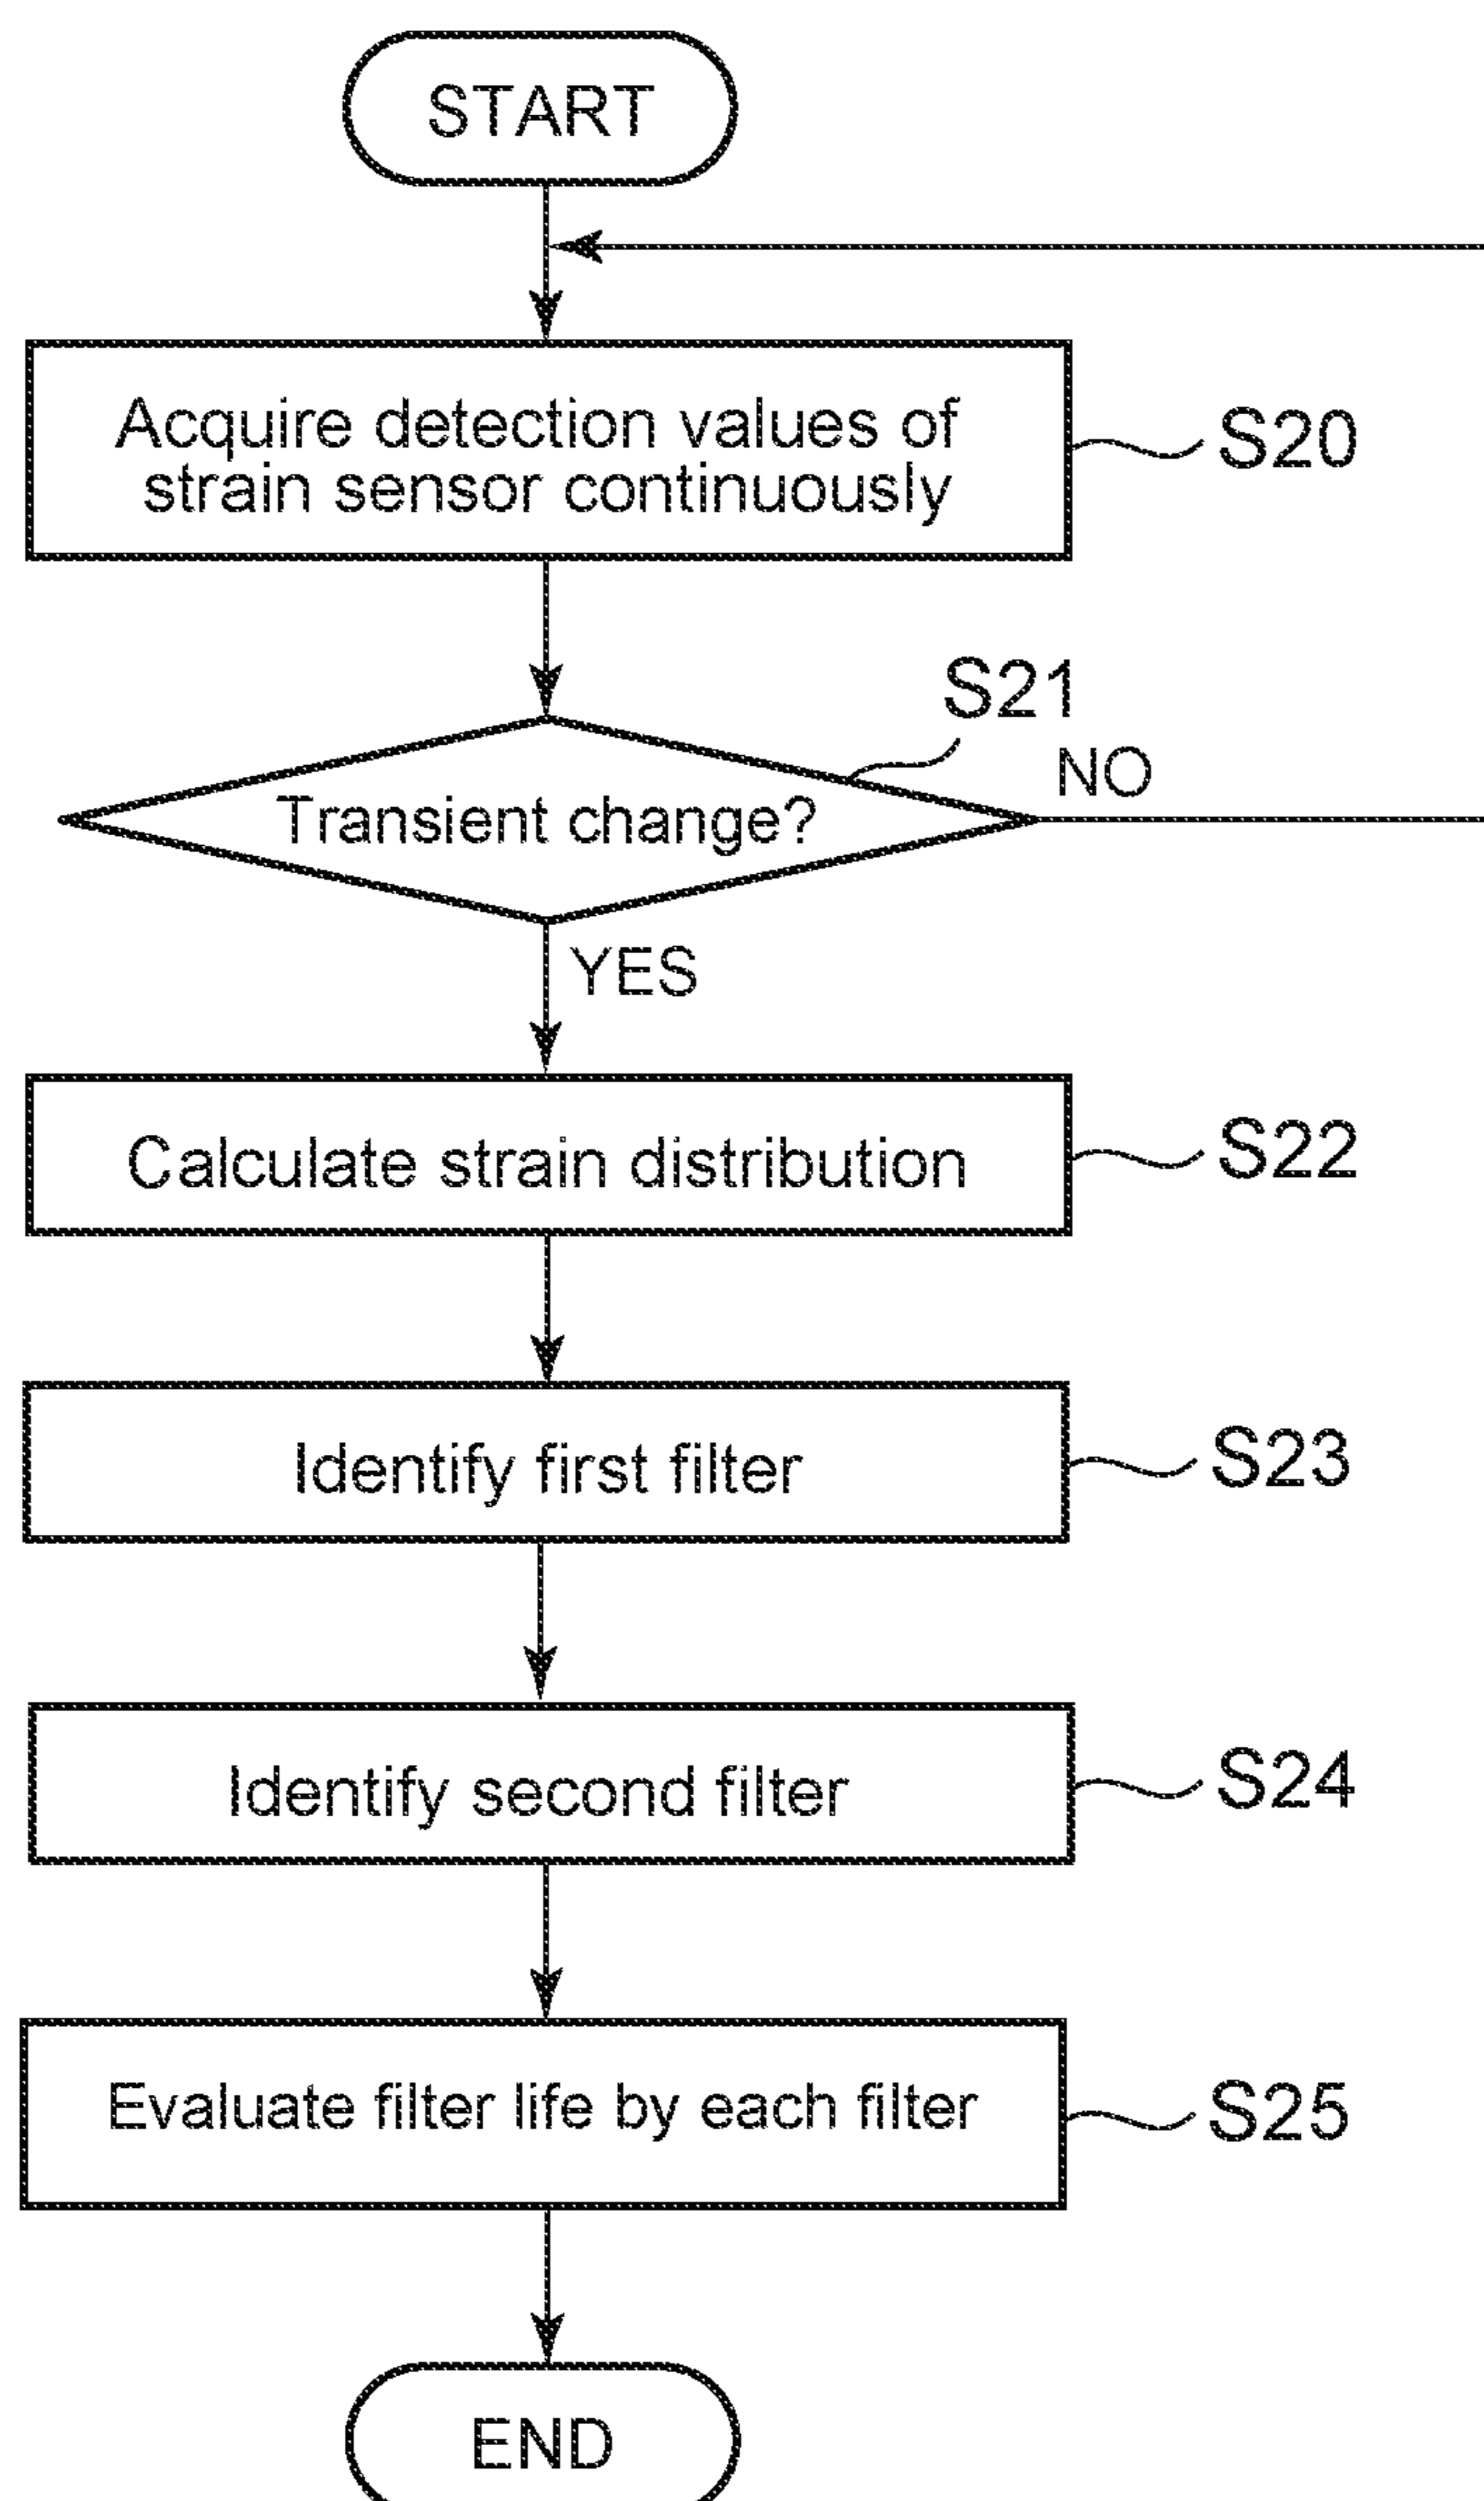 START
Acquire detection values of
strain sensor continuously
S20
S21
Transient change?
NO
YES
Calculate strain distribution
S22
Identify first filter
S23
Identify second filter
S24
Evaluate filter life by each filter
S25
END